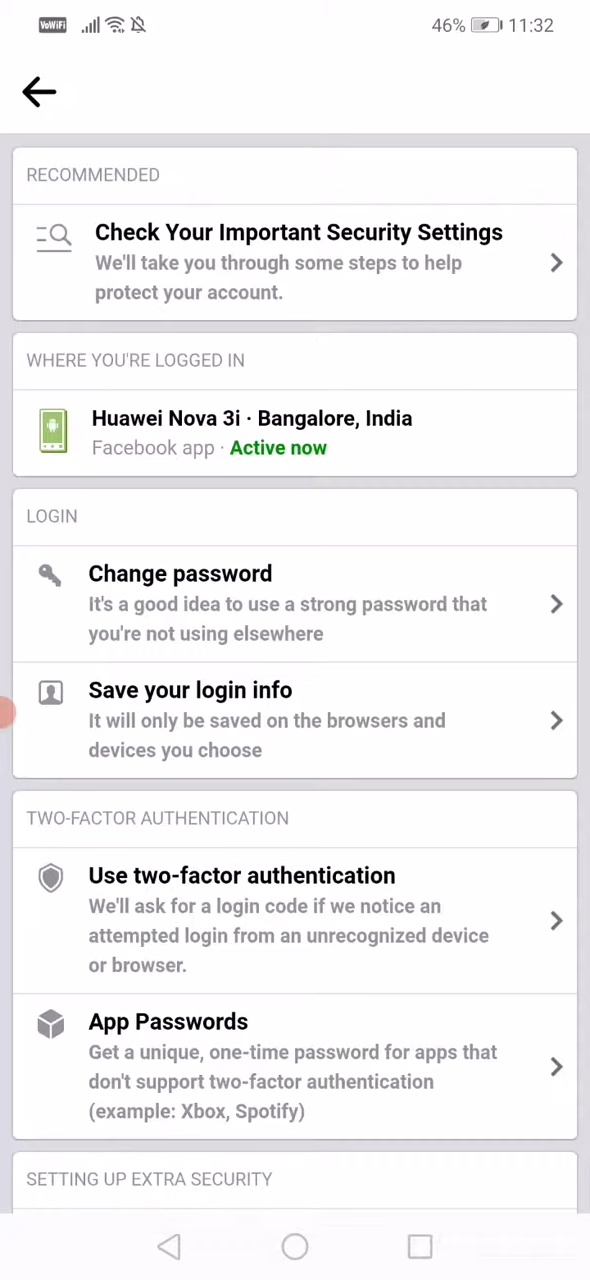 VoWiFi 46% 11:32
RECOMMENDED
Check Your Important Security Settings
We'll take you through some steps to help
protect your account.
WHERE YOU'RE LOGGED IN
Huawei Nova 3i · Bangalore, India
Facebook app · Active now
LOGIN
Change password
It's a good idea to use a strong password that
you're not using elsewhere
Save your login info
It will only be saved on the browsers and
devices you choose
TWO-FACTOR AUTHENTICATION
Use two-factor authentication
We'll ask for a login code if we notice an
attempted login from an unrecognized device
or browser.
App Passwords
Get a unique, one-time password for apps that
don't support two-factor authentication
(example: Xbox, Spotify)
SETTING UP EXTRA SECURITY